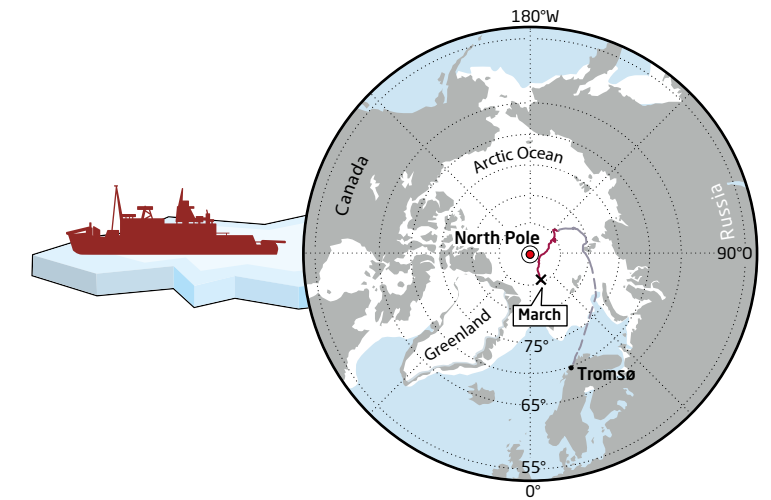 180°W
Arctic Ocean
Canada
Russia
North Pole
90°O
March
Greenland
75°
Tromsø
65°
55°
0°